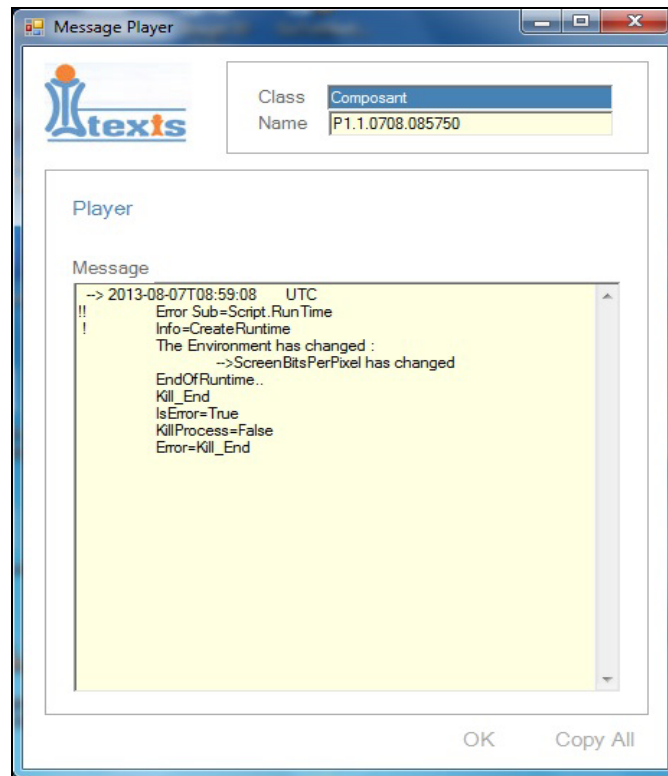 Message Player
texis
Class Composant
Name P1.1.0708.085750
Player
Message
--> 2013-08-07T08:59:08 UTC
!! Error Sub=Script.RunTime
! Info=CreateRuntime
The Environment has changed :
-->ScreenBitsPerPixel has changed
EndOfRuntime..
Kill_End
IsError=True
KillProcess=False
Error=Kill_End
OK Copy All